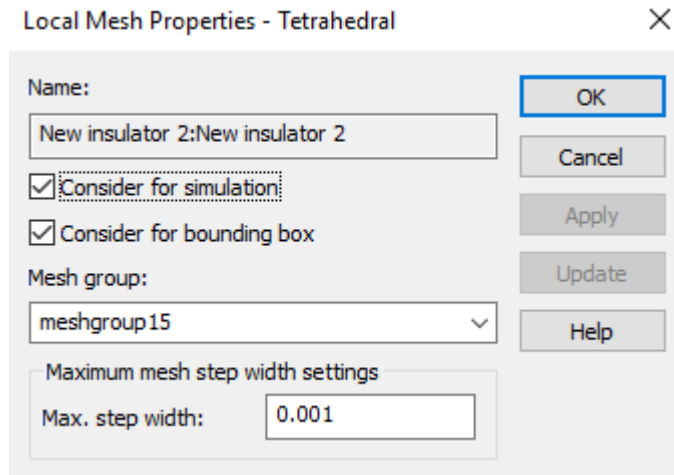 Local Mesh Properties - Tetrahedral
Name:
New insulator 2:New insulator 2
Consider for simulation
Consider for bounding box
Mesh group:
meshgroup15
Maximum mesh step width settings
Max. step width:
0.001
OK
Cancel
Apply
Update
Help